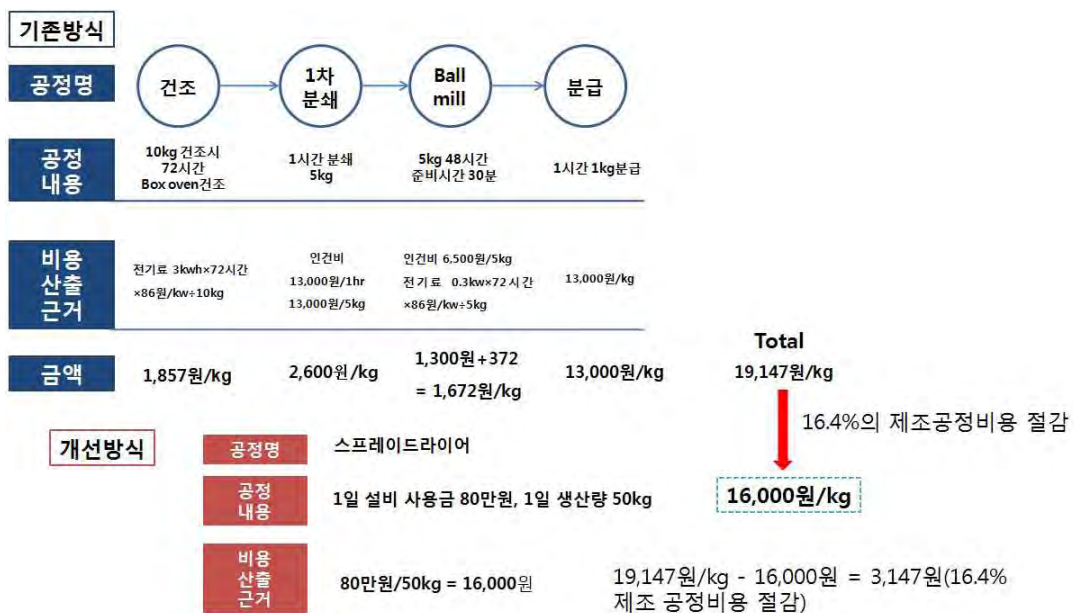 기존방식
공정명
건조
1차
분쇄
Ball
mill
분급
공정
내용
10kg 건조시
72시간
Box oven건조
1시간 분쇄
5kg
5kg 48시간
준비시간 30분
1시간 1kg분급
비용
산출
근거
전기료 3kwh×72시간
×86원/kw÷10kg
인건비
13,000원/1hr
13,000원/5kg
인건비 6,500원/5kg
전기료 0.3kw×72시간
×86원/kw÷5kg
13,000원/kg
금액
1,857원/kg
2,600원/kg
1,300원+372
= 1,672원/kg
13,000원/kg
Total
19,147원/kg
16.4%의 제조공정비용 절감
16,000원/kg
개선방식
공정명
스프레이드라이어
공정
내용
1일 설비 사용금 80만원, 1일 생산량 50kg
비용
산출
근거
80만원/50kg = 16,000원
19,147원/kg - 16,000원 = 3,147원(16.4%
제조 공정비용 절감)